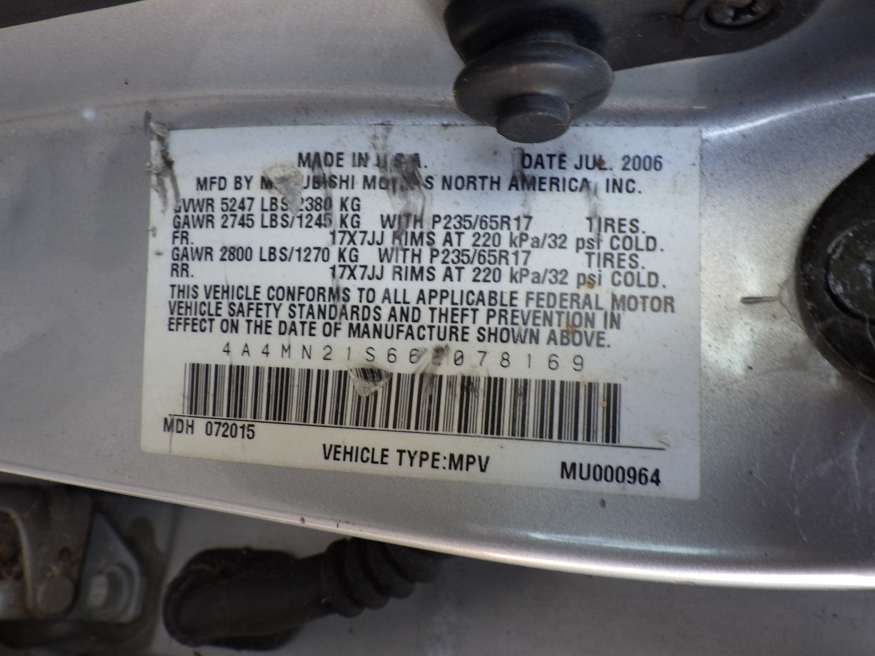 MADE IN U.S.A. DATE JUL. 2006
MFD BY MITSUBISHI MOTORS NORTH AMERICA, INC.
GVWR 5247 LBS/2380 KG
GAWR 2745 LBS/1245 KG WITH P235/65R17 TIRES.
FR. 17X7JJ RIMS AT 220 kPa/32 psi COLD.
GAWR 2800 LBS/1270 KG WITH P235/65R17 TIRES.
RR. 17X7JJ RIMS AT 220 kPa/32 psi COLD.
THIS VEHICLE CONFORMS TO ALL APPLICABLE FEDERAL MOTOR
VEHICLE SAFETY STANDARDS AND THEFT PREVENTION IN
EFFECT ON THE DATE OF MANUFACTURE SHOWN ABOVE.
4A4MN21S66E078169
MDH 072015
VEHICLE TYPE:MPV MU000964